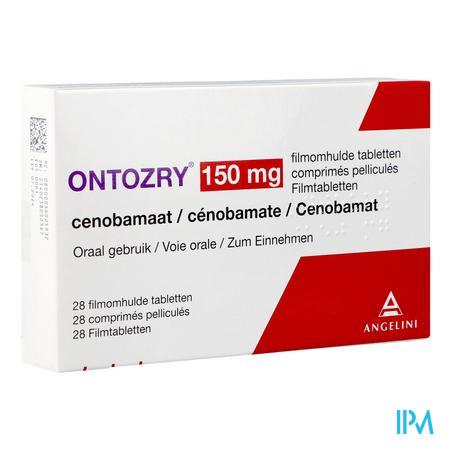 ONTOZRY® 150 mg
filmomhulde tabletten
comprimés pelliculés
Filmtabletten
cenobamaat / cénobamate / Cenobamat
Oraal gebruik / Voie orale / Zum Einnehmen
28 filmomhulde tabletten
28 comprimés pelliculés
28 Filmtabletten
ANGELINI
IPM